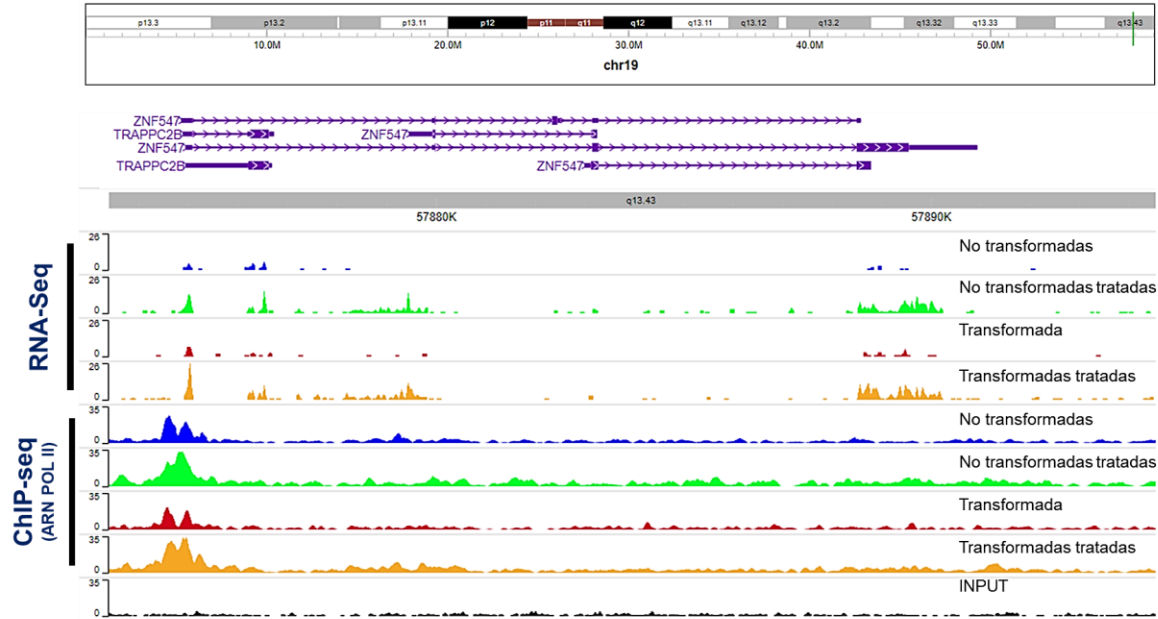 p13.3 p13.2 p13.11 p12 p11 q11 q12 q13.11 q13.12 q13.2 q13.32 q13.33 q13.43
10.0M 20.0M 30.0M 40.0M 50.0M
chr19
ZNF547
TRAPPC2B ZNF547
ZNF547
TRAPPC2B ZNF547
q13.43
57880K 57890K
RNA-Seq
26 No transformadas
0
26 No transformadas tratadas
0
26 Transformada
0
26 Transformadas tratadas
0
ChIP-seq
(ARN POL II)
35 No transformadas
0
35 No transformadas tratadas
0
35 Transformada
0
35 Transformadas tratadas
0
35 INPUT
0